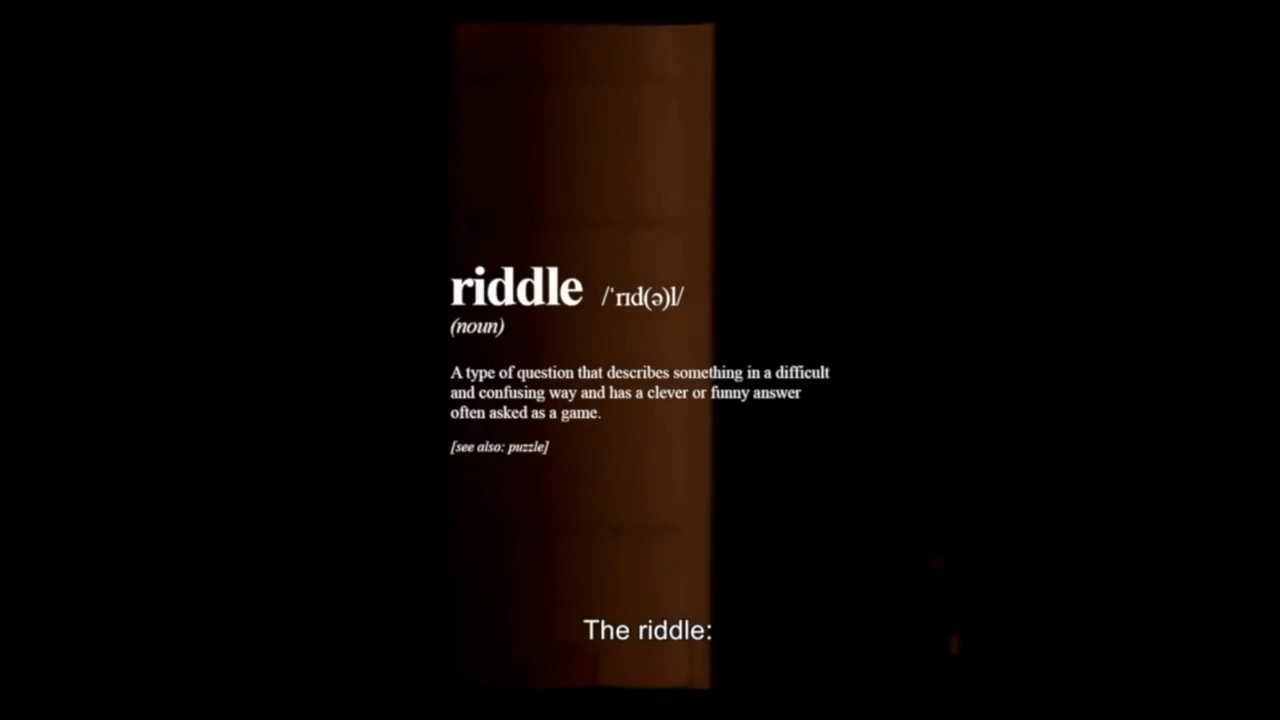 riddle /ˈrɪd(ə)l/
(noun)
A type of question that describes something in a difficult
and confusing way and has a clever or funny answer
often asked as a game.
[see also: puzzle]
The riddle: